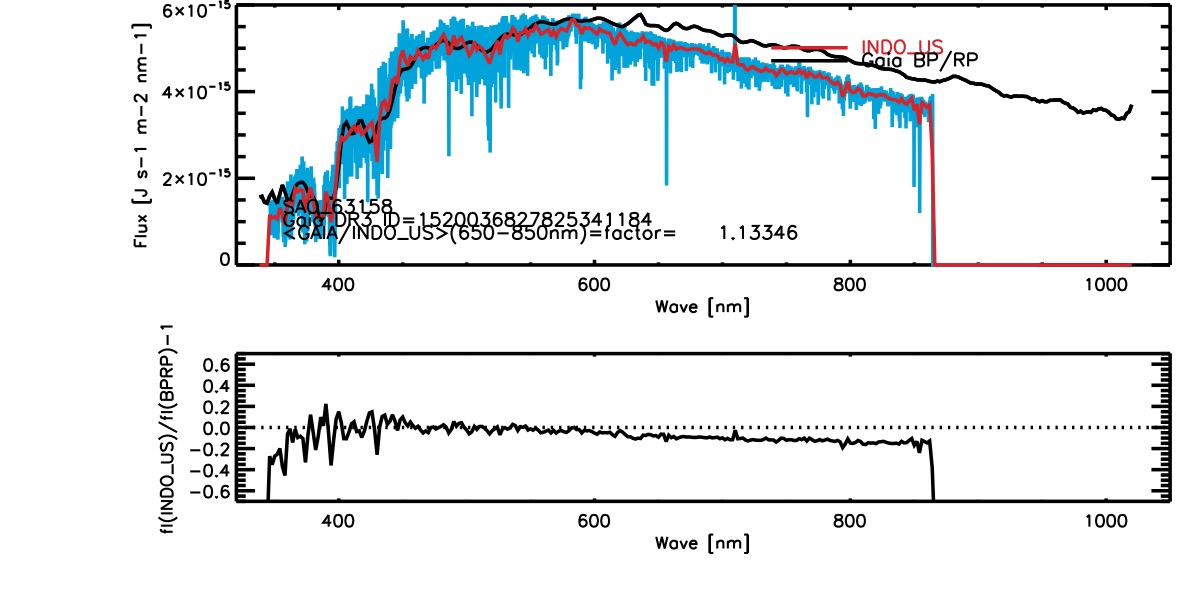 6×10−15
4×10−15
2×10−15
0
Flux [J s−1 m−2 nm−1]
INDO_US
Gaia BP/RP
SAO_63158
Gaia DR3 ID=1520036827825341184
<GAIA/INDO_US>(650−850nm)=factor= 1.13346
400 600 800 1000
Wave [nm]
fl(INDO_US)/fl(BPRP)−1
0.6
0.4
0.2
0.0
−0.2
−0.4
−0.6
400 600 800 1000
Wave [nm]